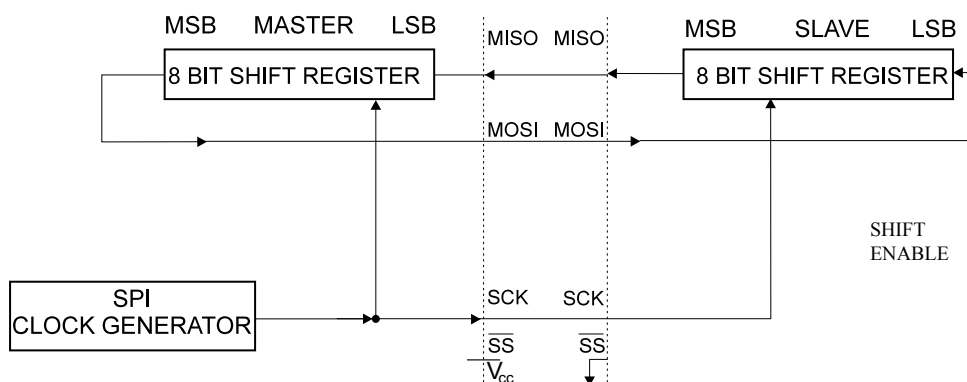 MSB MASTER LSB
8 BIT SHIFT REGISTER
MISO MISO
MSB SLAVE LSB
8 BIT SHIFT REGISTER
MOSI MOSI
SHIFT
ENABLE
SPI
CLOCK GENERATOR
SCK SCK
SS SS
Vcc